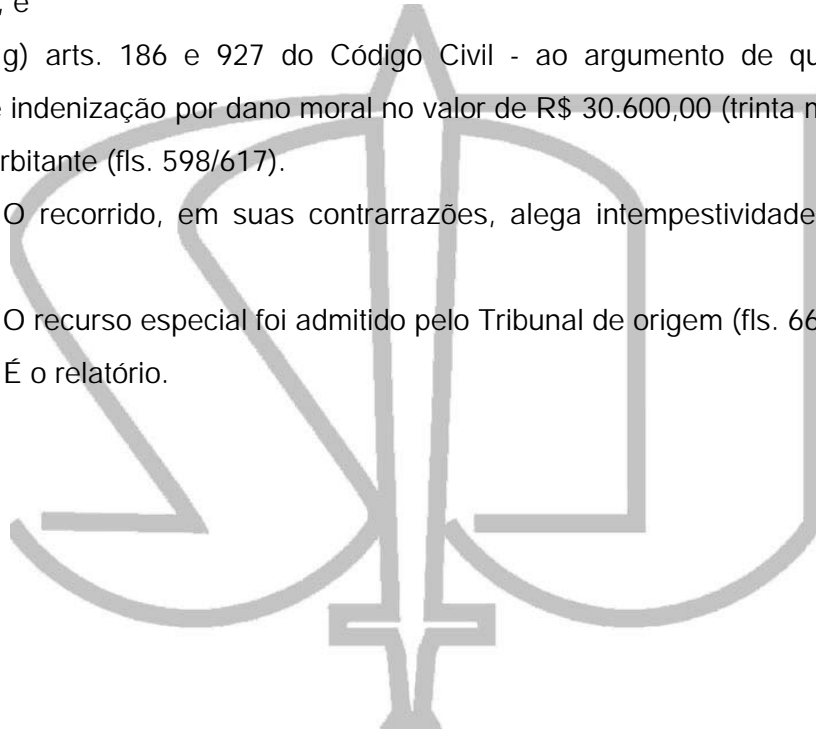 , e
g) arts. 186 e 927 do Código Civil - ao argumento de qu
e indenização por dano moral no valor de R$ 30.600,00 (trinta m
rbitante (fls. 598/617).
O recorrido, em suas contrarrazões, alega intempestividade
O recurso especial foi admitido pelo Tribunal de origem (fls. 66
É o relatório.